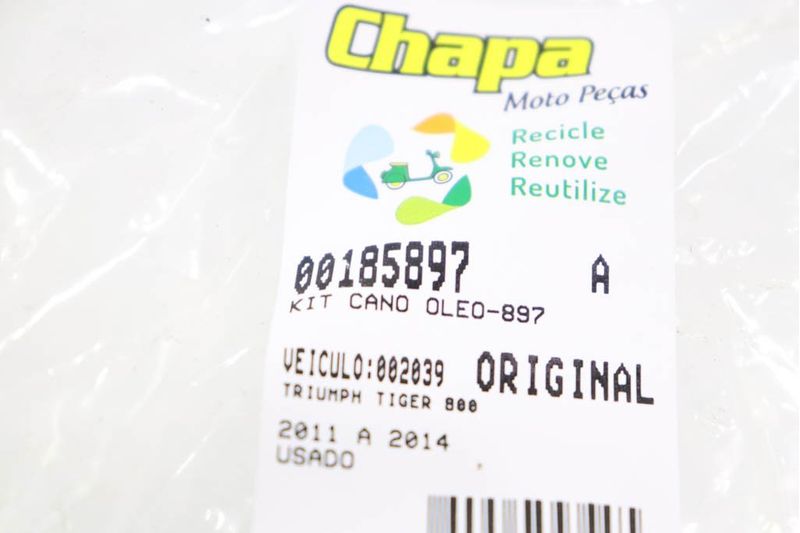 Chapa
Moto Peças
Recicle
Renove
Reutilize
00185897 A
KIT CANO OLEO-897
VEICULO:002039 ORIGINAL
TRIUMPH TIGER 800
2011 A 2014
USADO